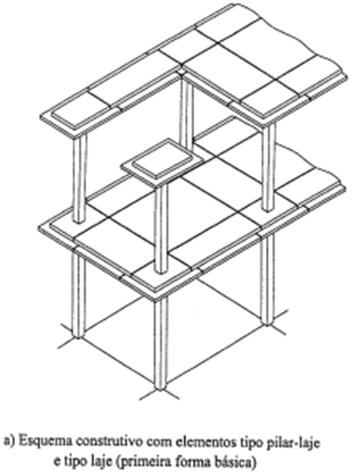 a) Esquema construtivo com elementos tipo pilar-laje
e tipo laje (primeira forma básica)